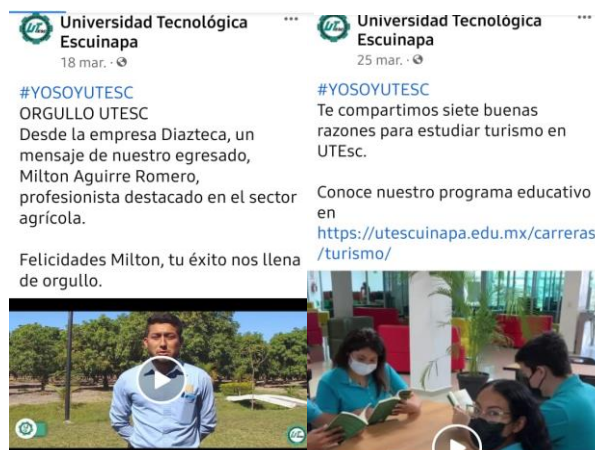 Universidad Tecnológica
Escuinapa
18 mar.
#YOSOYUTESC
ORGULLO UTESC
Desde la empresa Diazteca, un
mensaje de nuestro egresado,
Milton Aguirre Romero,
profesionista destacado en el sector
agrícola.
Felicidades Milton, tu éxito nos llena
de orgullo.
Universidad Tecnológica
Escuinapa
25 mar.
#YOSOYUTESC
Te compartimos siete buenas
razones para estudiar turismo en
UTEsc.
Conoce nuestro programa educativo
en
https://utescuinapa.edu.mx/carreras
/turismo/